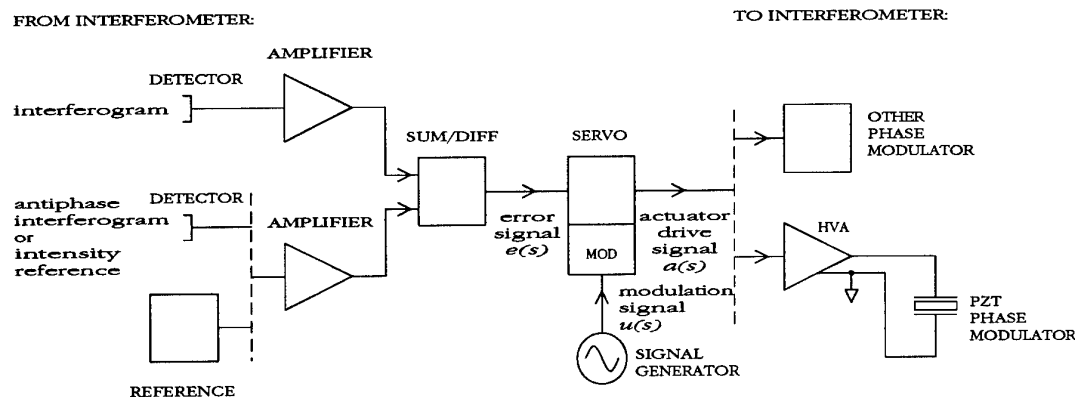 FROM INTERFEROMETER:
TO INTERFEROMETER:
AMPLIFIER
DETECTOR
interferogram
SUM/DIFF
SERVO
OTHER
PHASE
MODULATOR
DETECTOR
antiphase
interferogram
or
intensity
reference
AMPLIFIER
error
signal
e(s)
MOD
actuator
drive
signal
a(s)
HVA
modulation
signal
u(s)
PZT
PHASE
MODULATOR
SIGNAL
GENERATOR
REFERENCE